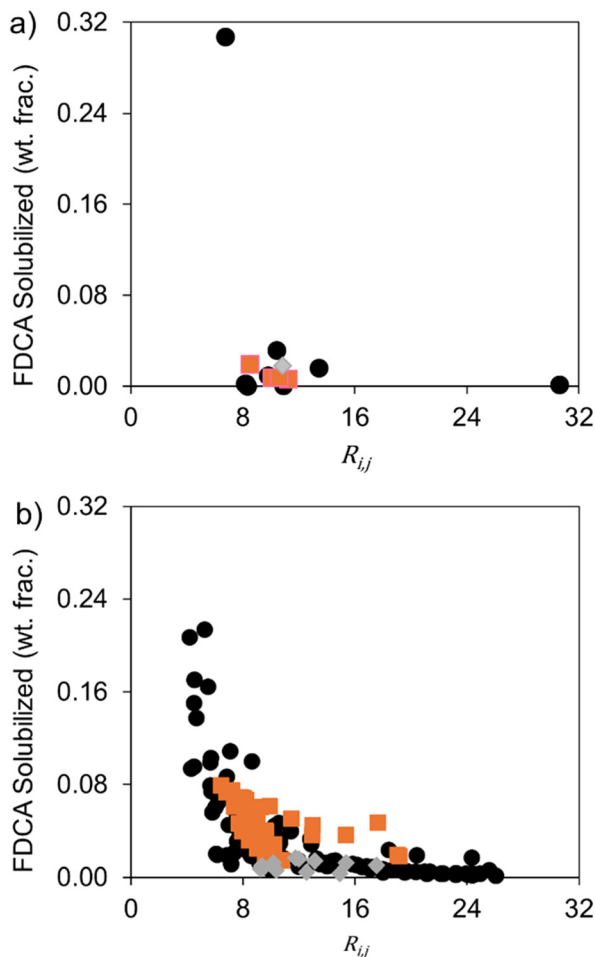 a)
FDCA Solubilized (wt. frac.)
0.32
0.24
0.16
0.08
0.00
0 8 16 24 32
R_{i,j}
b)
FDCA Solubilized (wt. frac.)
0.32
0.24
0.16
0.08
0.00
0 8 16 24 32
R_{i,j}